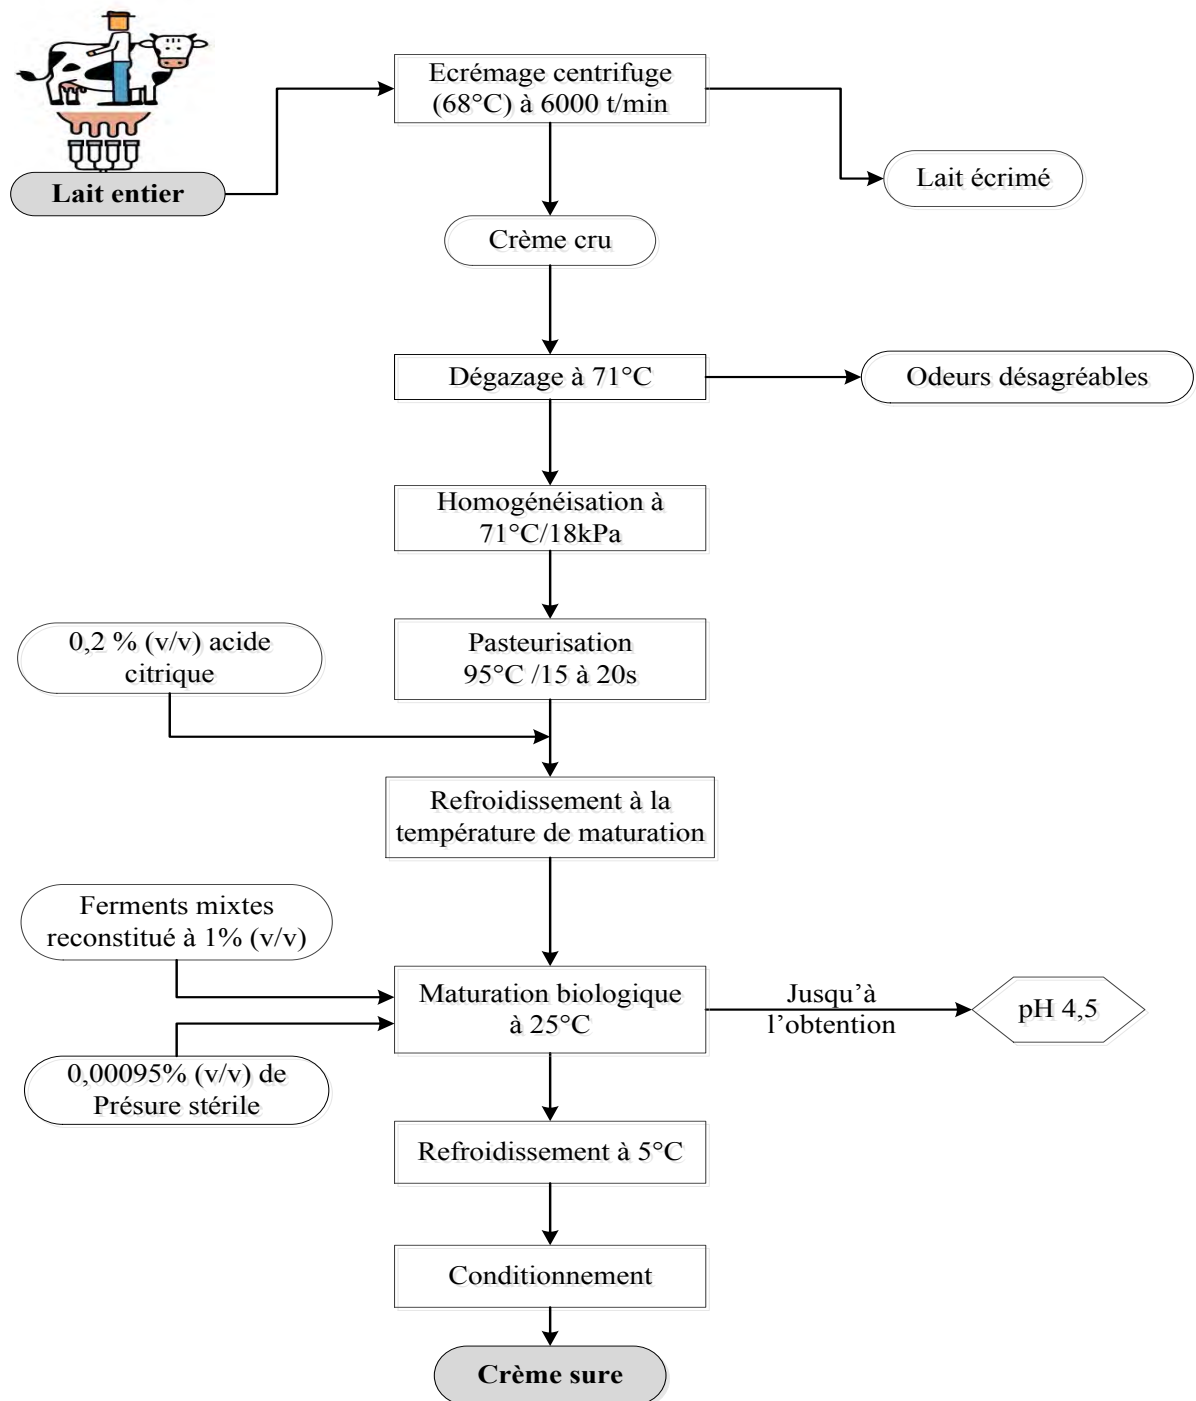 Ecrémage centrifuge
(68°C) à 6000 t/min
Lait entier
Lait écrimé
Crème cru
Dégazage à 71°C
Odeurs désagréables
Homogénéisation à
71°C/18kPa
0,2 % (v/v) acide
citrique
Pasteurisation
95°C /15 à 20s
Refroidissement à la
température de maturation
Ferments mixtes
reconstitué à 1% (v/v)
Maturation biologique
à 25°C
Jusqu’à
l’obtention
pH 4,5
0,00095% (v/v) de
Présure stérile
Refroidissement à 5°C
Conditionnement
Crème sure